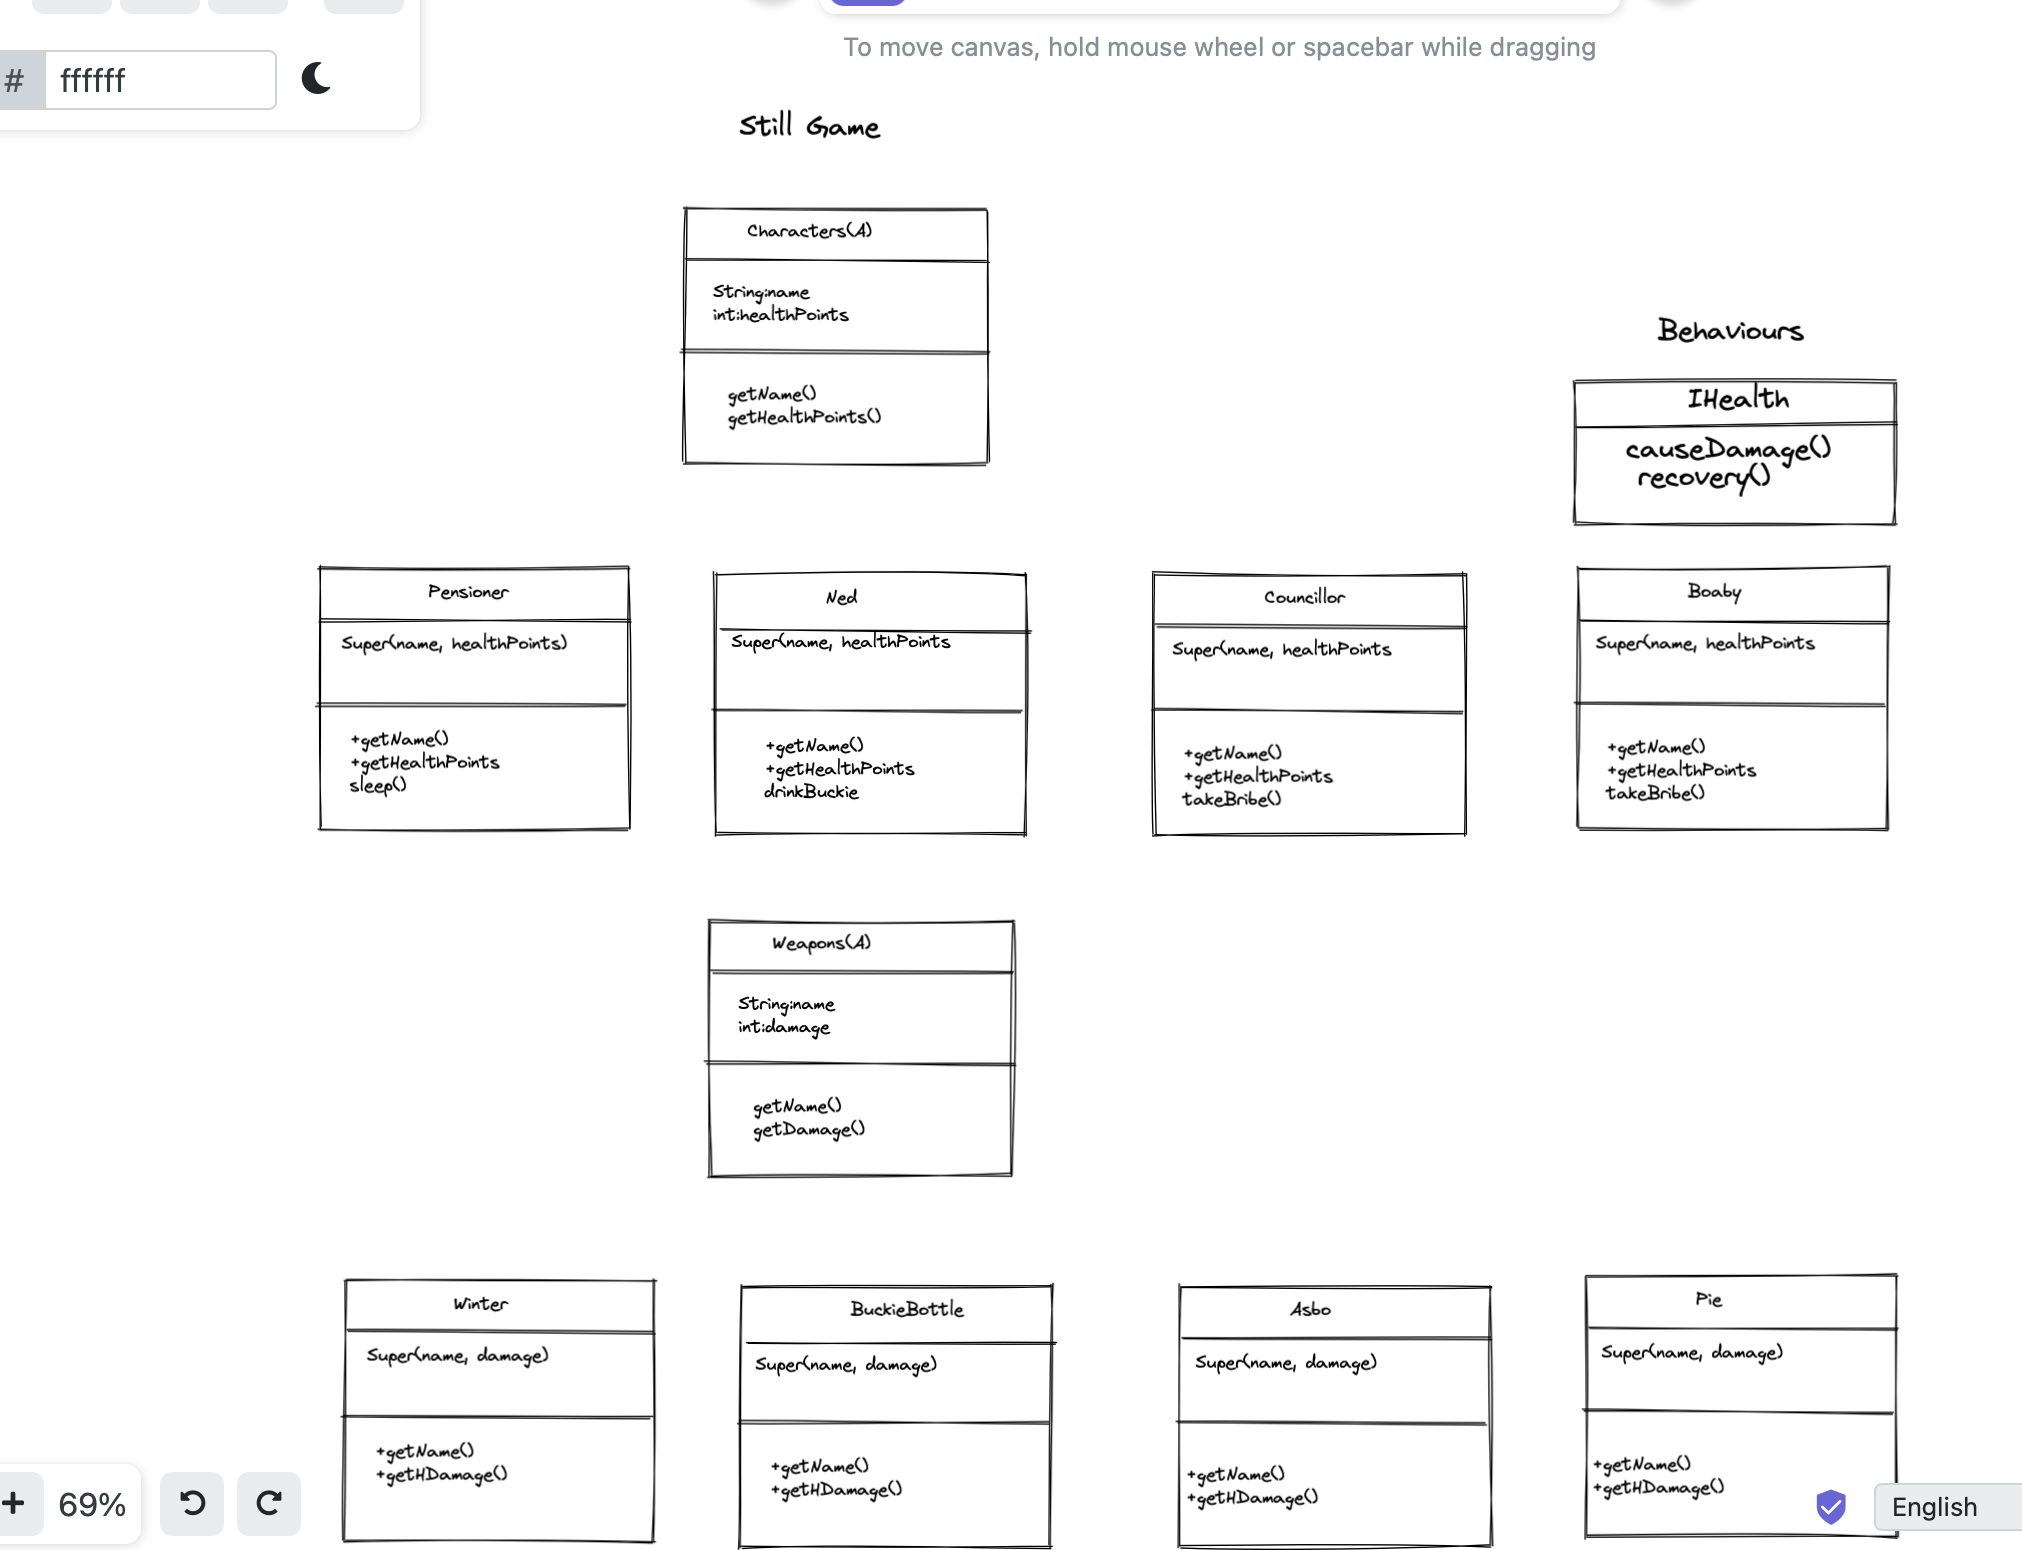 # ffffff
To move canvas, hold mouse wheel or spacebar while dragging
Still Game
Characters(A)
String:name
int:healthPoints
getName()
getHealthPoints()
Behaviours
IHealth
causeDamage()
recovery()
Pensioner
Super(name, healthPoints)
+getName()
+getHealthPoints
sleep()
Ned
Super(name, healthPoints
+getName()
+getHealthPoints
drinkBuckie
Councillor
Super(name, healthPoints
+getName()
+getHealthPoints
takeBribe()
Boaby
Super(name, healthPoints
+getName()
+getHealthPoints
takeBribe()
Weapons(A)
String:name
int:damage
getName()
getDamage()
Winter
Super(name, damage)
+getName()
+getHDamage()
BuckieBottle
Super(name, damage)
+getName()
+getHDamage()
Asbo
Super(name, damage)
+getName()
+getHDamage()
Pie
Super(name, damage)
+getName()
+getHDamage()
+ 69%
English